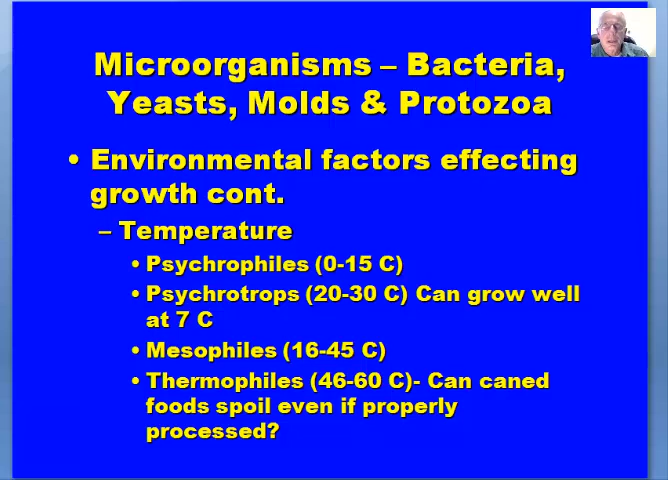 Microorganisms – Bacteria,
Yeasts, Molds & Protozoa
• Environmental factors effecting
growth cont.
– Temperature
• Psychrophiles (0-15 C)
• Psychrotrops (20-30 C) Can grow well
at 7 C
• Mesophiles (16-45 C)
• Thermophiles (46-60 C)- Can caned
foods spoil even if properly
processed?